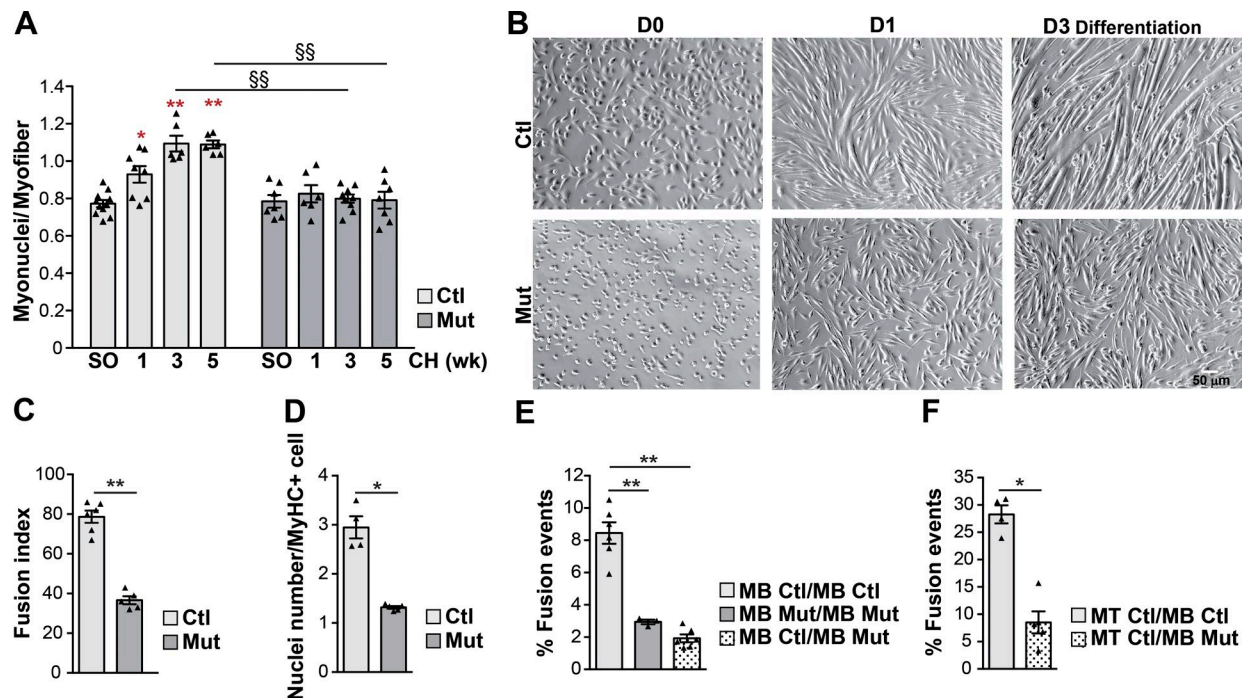 A
Myonuclei/ Myofiber
1.4
1.2
1.0
0.8
0.6
0.4
0.2
0
§§
§§
*
**
**
SO 1 3 5 SO 1 3 5 CH (wk)
Ctl
Mut
B
D0 D1 D3 Differentiation
Ctl
Mut
50 µm
C
Fusion index
100
80
60
40
20
0
**
Ctl
Mut
D
Nuclei number/MyHC+ cell
4
3
2
1
0
*
Ctl
Mut
E
% Fusion events
12
10
8
6
4
2
0
**
**
MB Ctl/MB Ctl
MB Mut/MB Mut
MB Ctl/MB Mut
F
% Fusion events
35
30
25
20
15
10
5
0
*
MT Ctl/MB Ctl
MT Ctl/MB Mut